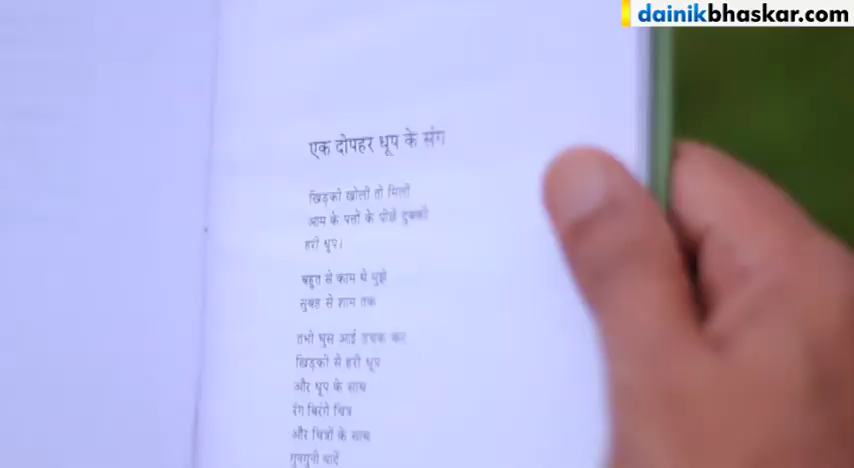 dainikbhaskar.com
एक दोपहर धूप के संग
खिड़की खोली तो मिली
आम के पत्तों के पीछे दुबकी
हरी धूप।
बहुत से काम थे मुझे
सुबह से शाम तक
तभी घुस आई उचक कर
खिड़की से हरी धूप
और धूप के साथ
रंग बिरंगे चित्र
और चित्रों के साथ
गुनगुनी यादें